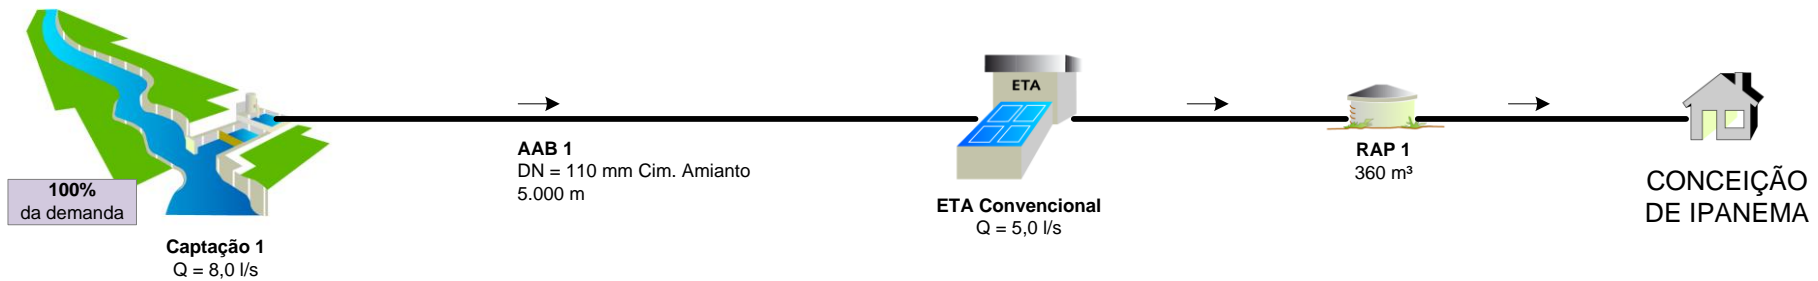 100%
da demanda
Captação 1
Q = 8,0 l/s
AAB 1
DN = 110 mm Cim. Amianto
5.000 m
ETA
ETA Convencional
Q = 5,0 l/s
RAP 1
360 m³
CONCEIÇÃO
DE IPANEMA